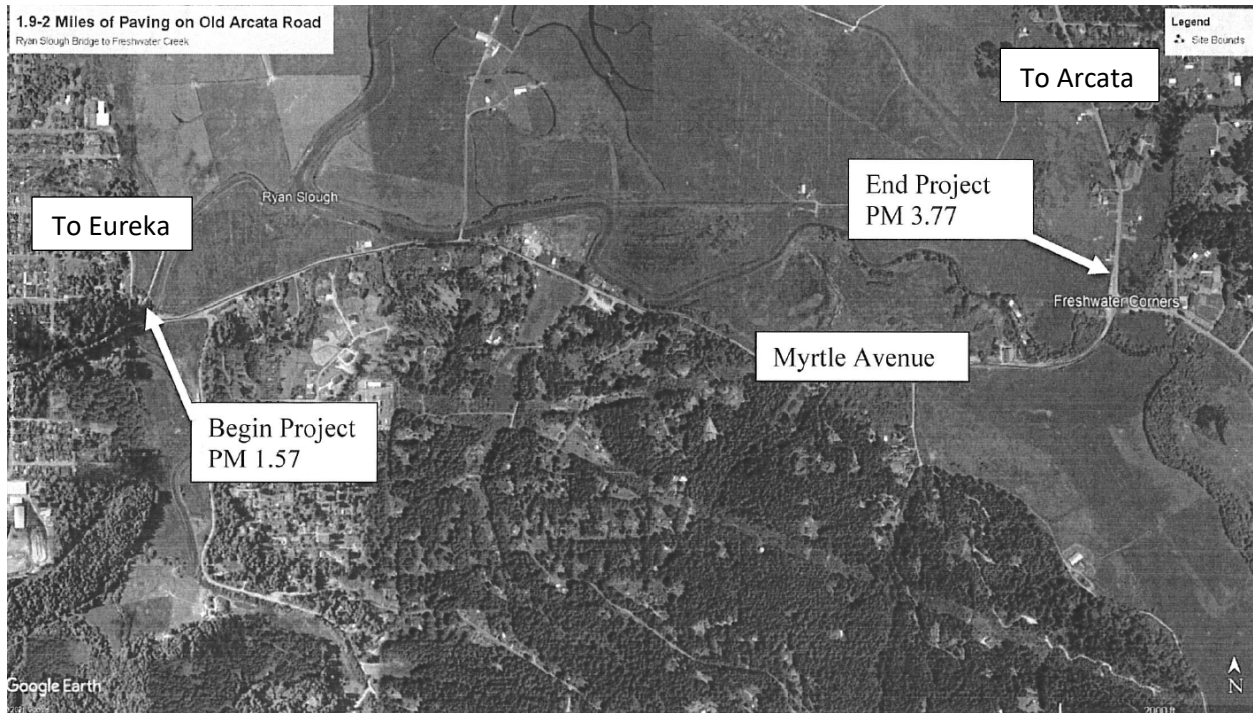 1.9-2 Miles of Paving on Old Arcata Road
Ryan Slough Bridge to Freshwater Creek
Legend
Site Bounds
To Arcata
End Project
PM 3.77
Ryan Slough
To Eureka
Freshwater Corners
Myrtle Avenue
Begin Project
PM 1.57
Google Earth
N
2000 ft